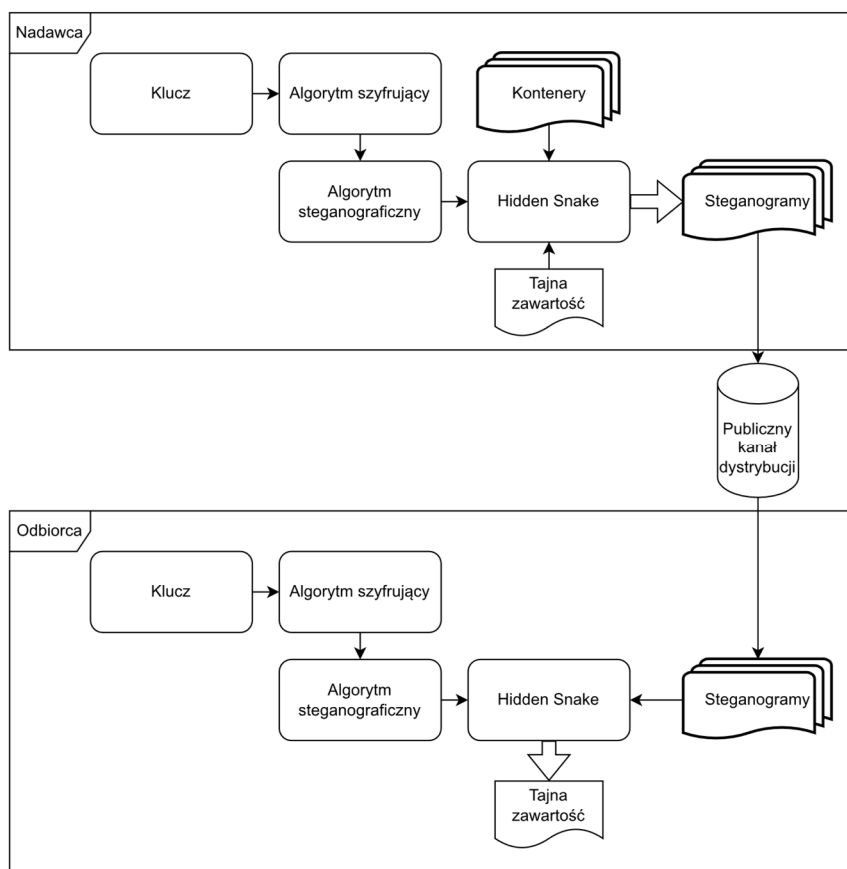 Nadawca
Klucz
Algorytm szyfrujący
Kontenery
Algorytm
steganograficzny
Hidden Snake
Steganogramy
Tajna
zawartość
Publiczny
kanał
dystrybucji
Odbiorca
Klucz
Algorytm szyfrujący
Algorytm
steganograficzny
Hidden Snake
Steganogramy
Tajna
zawartość